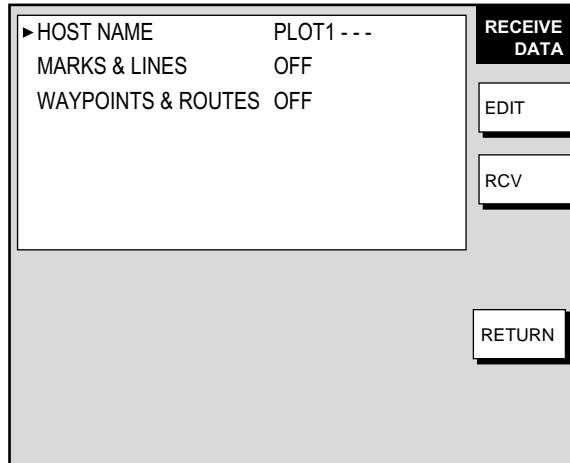 ►HOST NAME PLOT1 - - -
MARKS & LINES OFF
WAYPOINTS & ROUTES OFF
RECEIVE
DATA
EDIT
RCV
RETURN